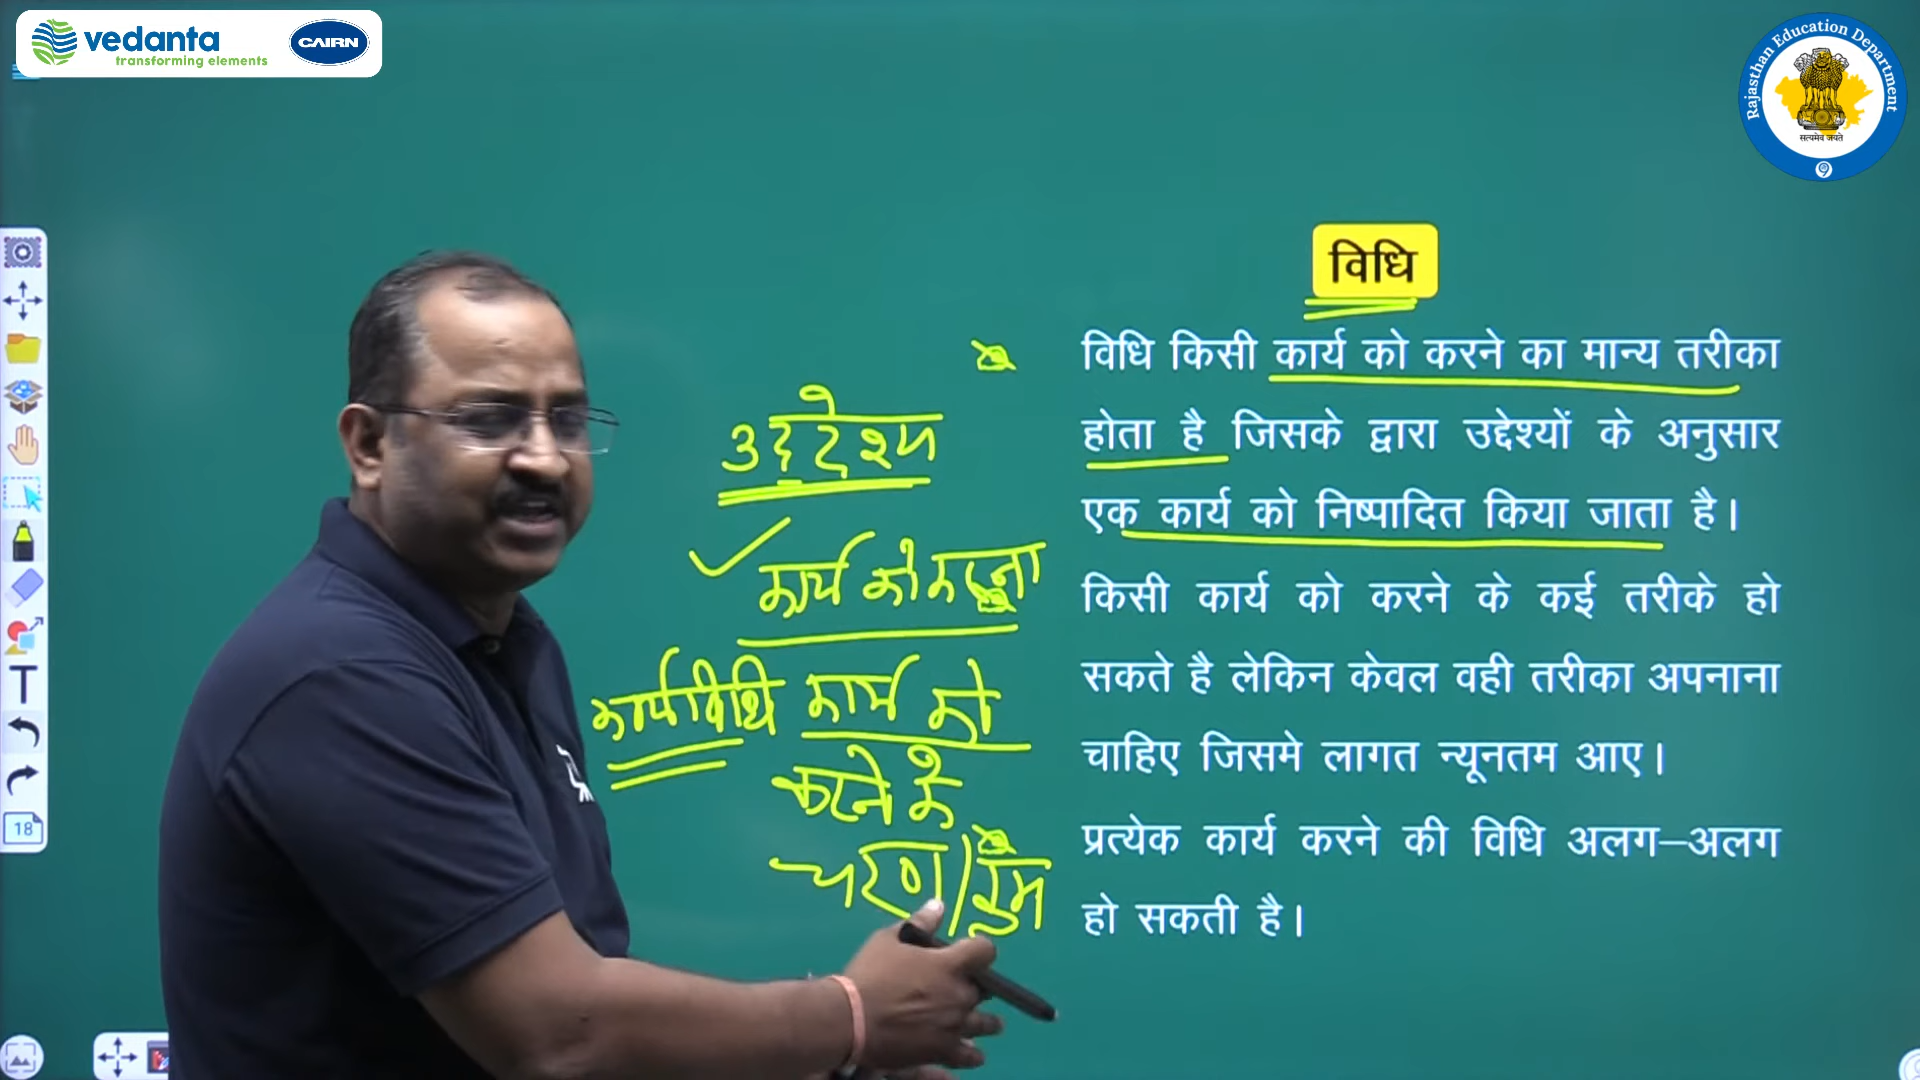 vedanta
transforming elements
CAIRN
Rajasthan Education Department
सत्यमेव जयते
विधि
विधि किसी कार्य को करने का मान्य तरीका
होता है जिसके द्वारा उद्देश्यों के अनुसार
एक कार्य को निष्पादित किया जाता है।
किसी कार्य को करने के कई तरीके हो
सकते है लेकिन केवल वही तरीका अपनाना
चाहिए जिसमे लागत न्यूनतम आए।
प्रत्येक कार्य करने की विधि अलग–अलग
हो सकती है।
उद्देश्य
कार्य को करना
कार्यविधि कार्य को
करने के
चरण/क्रम
T
18